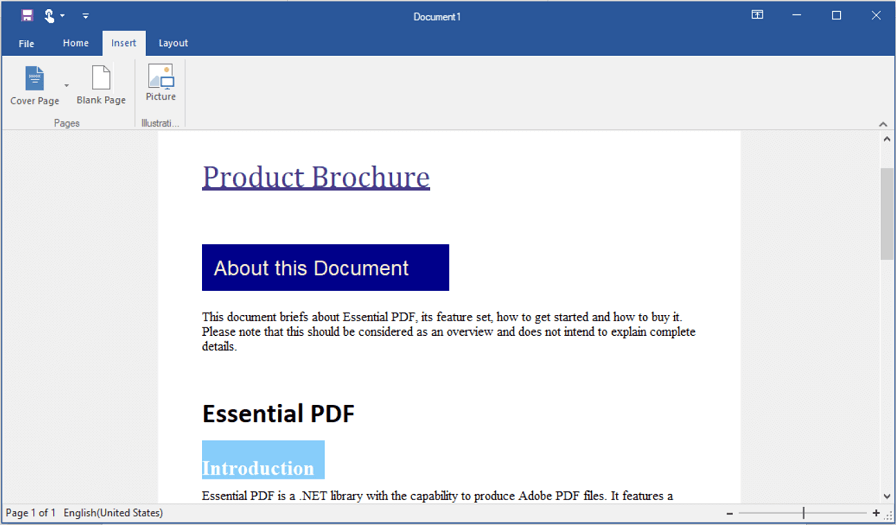 Document1
File Home Insert Layout
Cover Page Blank Page Picture
Pages Illustrati...
Product Brochure
About this Document
This document briefs about Essential PDF, its feature set, how to get started and how to buy it.
Please note that this should be considered as an overview and does not intend to explain complete
details.
Essential PDF
Introduction
Essential PDF is a .NET library with the capability to produce Adobe PDF files. It features a
Page 1 of 1 English(United States)